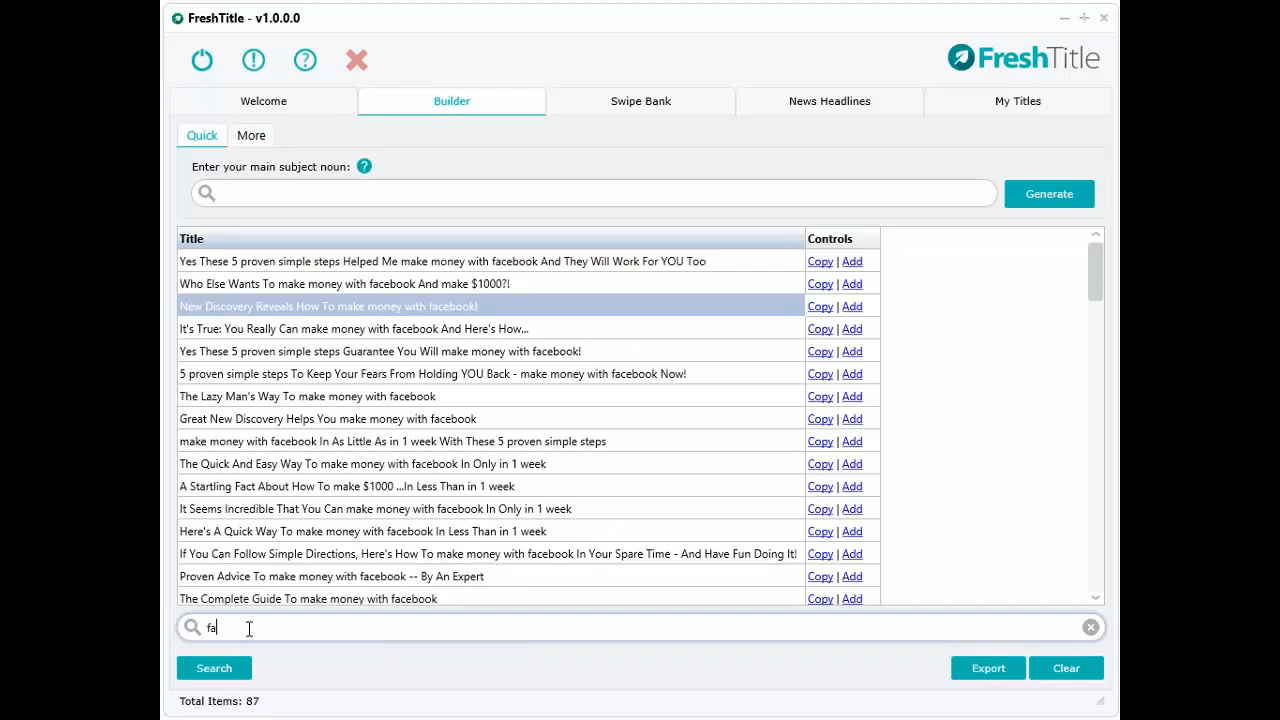 FreshTitle - v1.0.0.0
FreshTitle
Welcome
Builder
Swipe Bank
News Headlines
My Titles
Quick
More
Enter your main subject noun: ?
Generate
Title Controls
Yes These 5 proven simple steps Helped Me make money with facebook And They Will Work For YOU Too Copy | Add
Who Else Wants To make money with facebook And make $1000?! Copy | Add
New Discovery Reveals How To make money with facebook! Copy | Add
It's True: You Really Can make money with facebook And Here's How... Copy | Add
Yes These 5 proven simple steps Guarantee You Will make money with facebook! Copy | Add
5 proven simple steps To Keep Your Fears From Holding YOU Back - make money with facebook Now! Copy | Add
The Lazy Man's Way To make money with facebook Copy | Add
Great New Discovery Helps You make money with facebook Copy | Add
make money with facebook In As Little As in 1 week With These 5 proven simple steps Copy | Add
The Quick And Easy Way To make money with facebook In Only in 1 week Copy | Add
A Startling Fact About How To make $1000 ...In Less Than in 1 week Copy | Add
It Seems Incredible That You Can make money with facebook In Only in 1 week Copy | Add
Here's A Quick Way To make money with facebook In Less Than in 1 week Copy | Add
If You Can Follow Simple Directions, Here's How To make money with facebook In Your Spare Time - And Have Fun Doing It! Copy | Add
Proven Advice To make money with facebook -- By An Expert Copy | Add
The Complete Guide To make money with facebook Copy | Add
fa
Search
Export
Clear
Total Items: 87